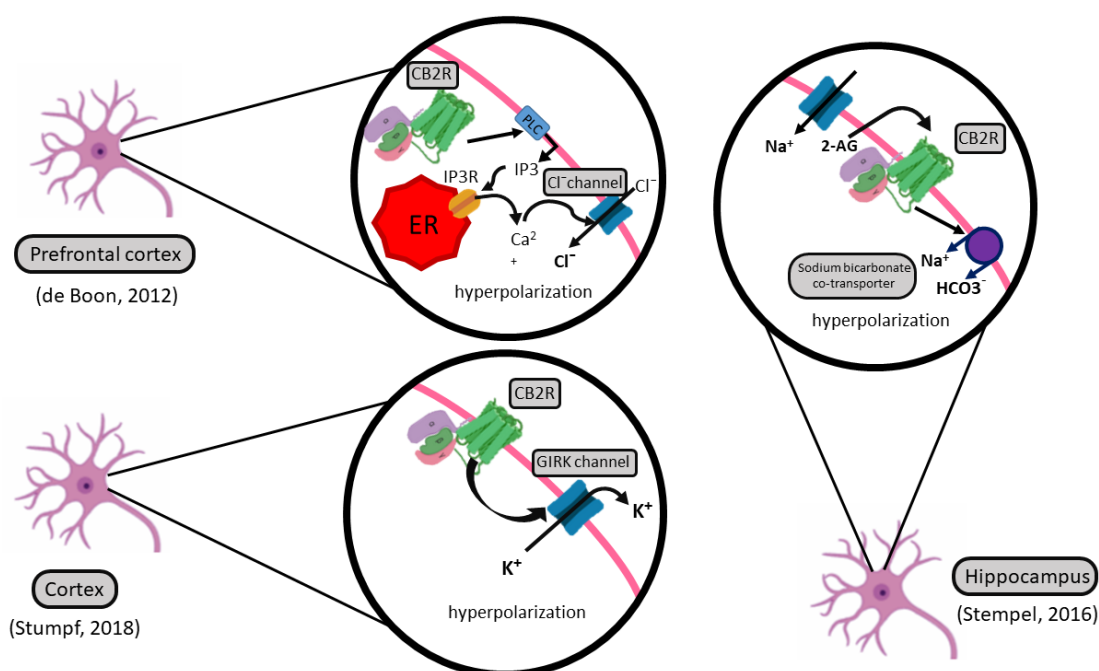 CB2R
PLC
IP3
IP3R
Cl⁻ channel
Cl⁻
ER
Ca²
+
Cl⁻
hyperpolarization
Prefrontal cortex
(de Boon, 2012)
CB2R
GIRK channel
K⁺
K⁺
hyperpolarization
Cortex
(Stumpf, 2018)
Na⁺
2-AG
CB2R
Na⁺
HCO3⁻
Sodium bicarbonate
co-transporter
hyperpolarization
Hippocampus
(Stempel, 2016)